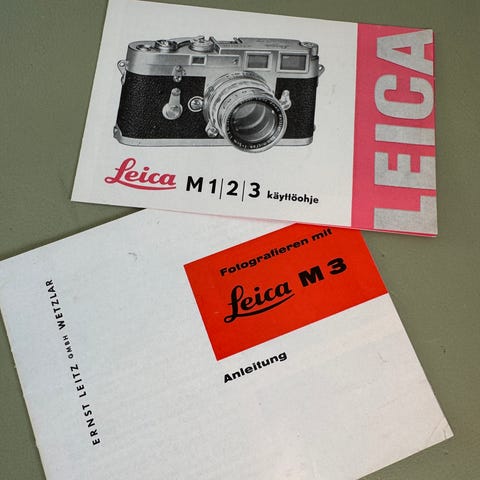 Leica M1|2|3 käyttöohje
LEICA
Fotografieren mit
Leica M3
Anleitung
ERNST LEITZ GMBH WETZLAR